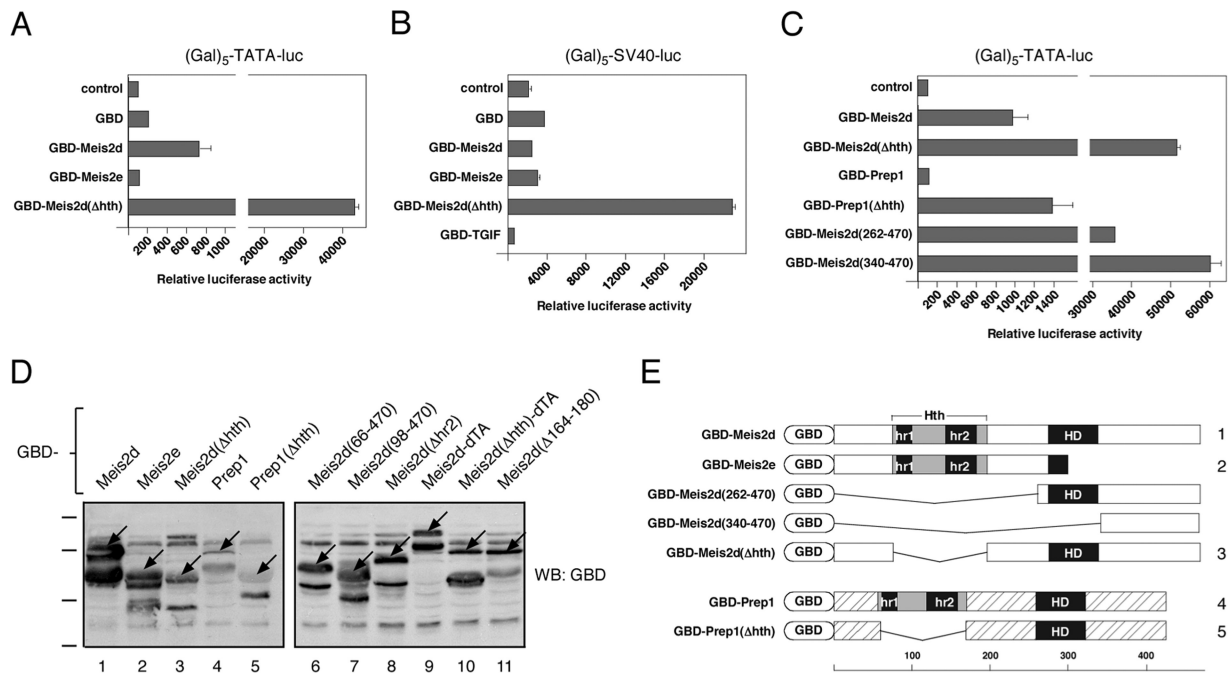 A
(Gal)5-TATA-luc
control
GBD
GBD-Meis2d
GBD-Meis2e
GBD-Meis2d(Δhth)
200 400 600 800 1000 20000 30000 40000
Relative luciferase activity
B
(Gal)5-SV40-luc
control
GBD
GBD-Meis2d
GBD-Meis2e
GBD-Meis2d(Δhth)
GBD-TGIF
4000 8000 12000 16000 20000
Relative luciferase activity
C
(Gal)5-TATA-luc
control
GBD-Meis2d
GBD-Meis2d(Δhth)
GBD-Prep1
GBD-Prep1(Δhth)
GBD-Meis2d(262-470)
GBD-Meis2d(340-470)
200 400 600 800 1000 1200 1400 30000 40000 50000 60000
Relative luciferase activity
D
GBD-
Meis2d
Meis2e
Meis2d(Δhth)
Prep1
Prep1(Δhth)
Meis2d(66-470)
Meis2d(98-470)
Meis2d(Δhr2)
Meis2d-dTA
Meis2d(Δhth)-dTA
Meis2d(Δ164-180)
WB: GBD
1 2 3 4 5 6 7 8 9 10 11
E
Hth
GBD-Meis2d GBD hr1 hr2 HD 1
GBD-Meis2e GBD hr1 hr2 2
GBD-Meis2d(262-470) GBD HD
GBD-Meis2d(340-470) GBD
GBD-Meis2d(Δhth) GBD HD 3
GBD-Prep1 GBD hr1 hr2 HD 4
GBD-Prep1(Δhth) GBD HD 5
100 200 300 400